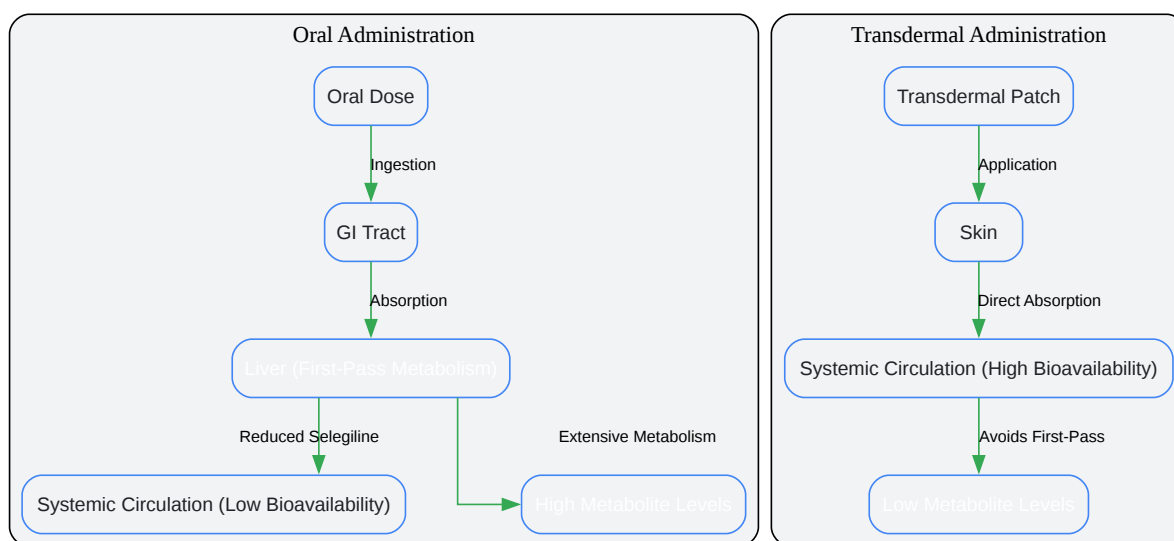 Oral Administration
Oral Dose
Ingestion
GI Tract
Absorption
Liver (First-Pass Metabolism)
Reduced Selegiline
Extensive Metabolism
Systemic Circulation (Low Bioavailability)
High Metabolite Levels
Transdermal Administration
Transdermal Patch
Application
Skin
Direct Absorption
Systemic Circulation (High Bioavailability)
Avoids First-Pass
Low Metabolite Levels